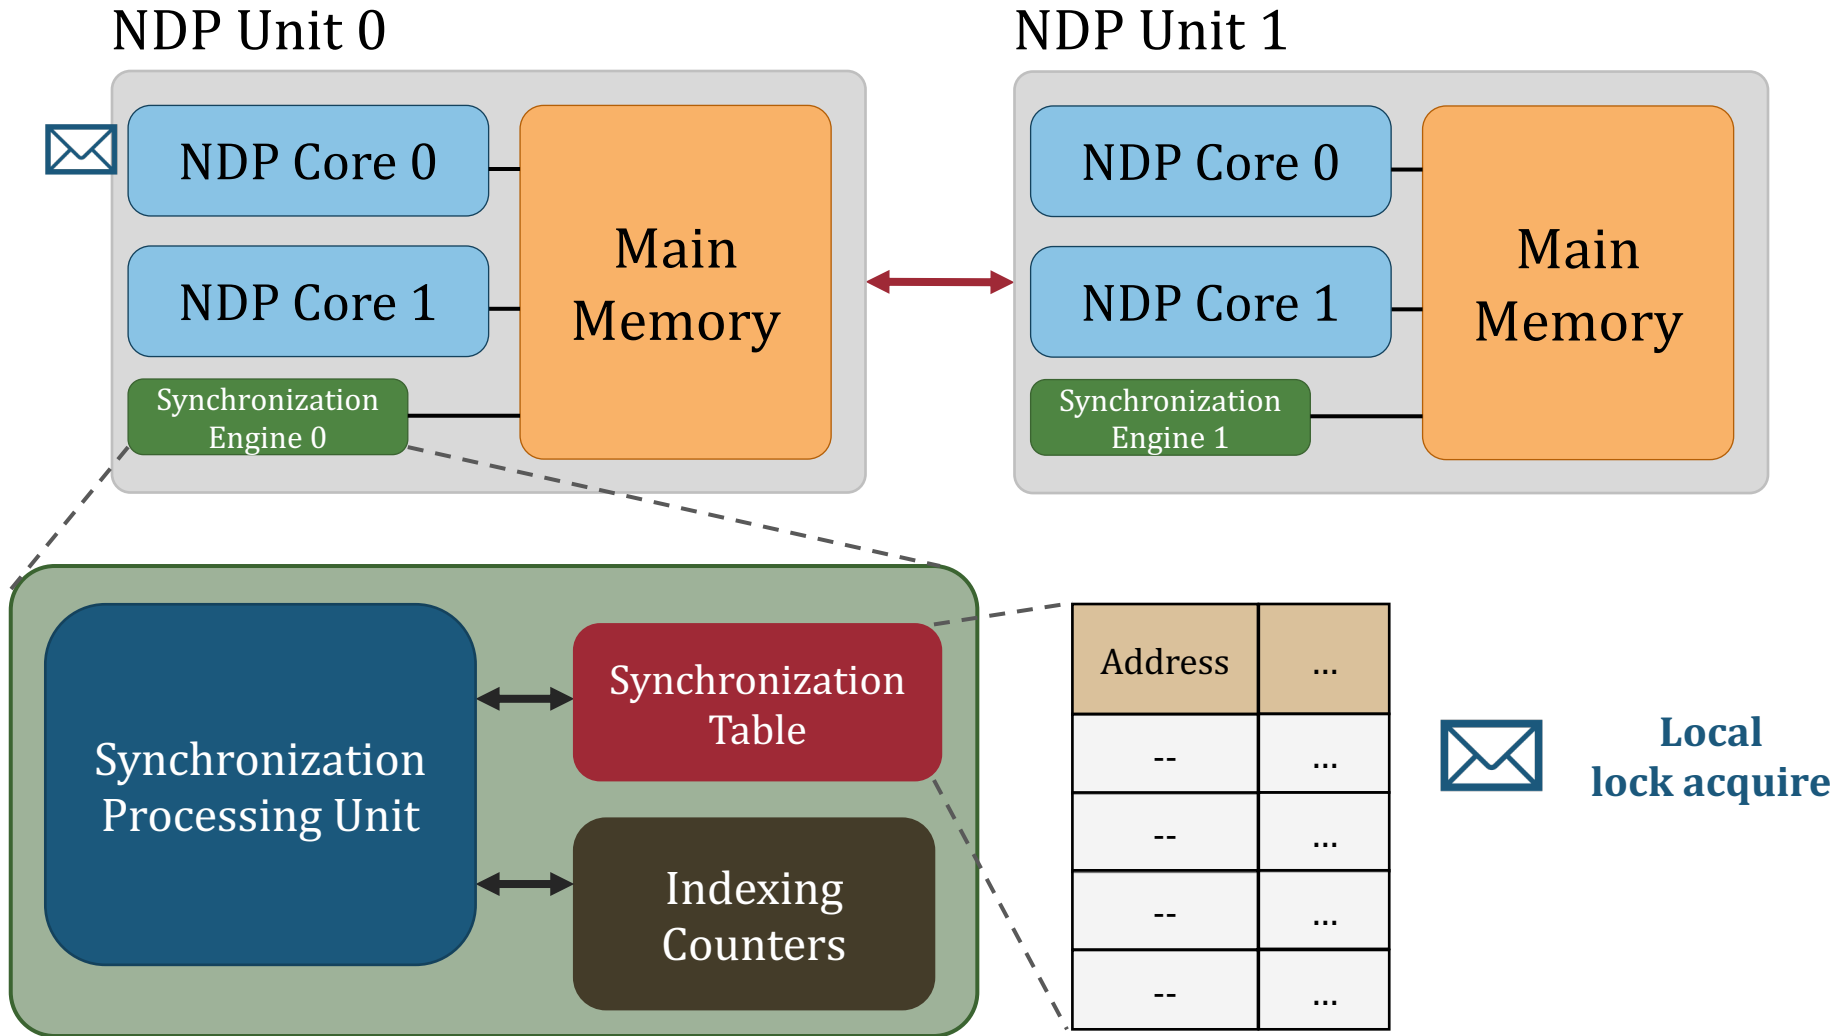 NDP Unit 0
NDP Core 0
NDP Core 1
Synchronization
Engine 0
Main
Memory
NDP Unit 1
NDP Core 0
NDP Core 1
Synchronization
Engine 1
Main
Memory
Synchronization
Processing Unit
Synchronization
Table
Indexing
Counters
Address ...
-- ...
-- ...
-- ...
-- ...
Local
lock acquire